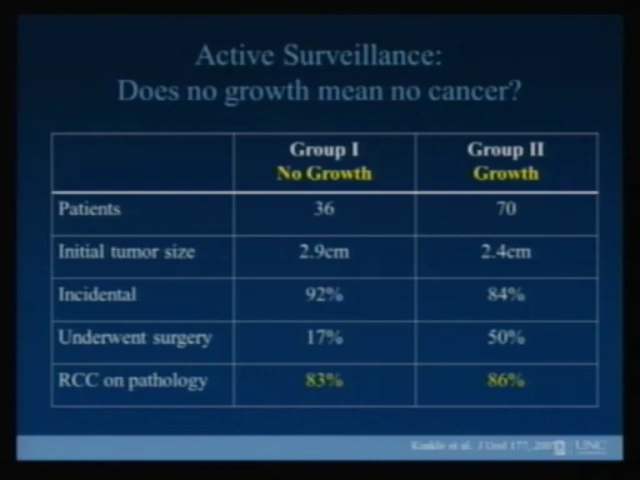 Active Surveillance:
Does no growth mean no cancer?
Group I Group II
No Growth Growth
Patients 36 70
Initial tumor size 2.9cm 2.4cm
Incidental 92% 84%
Underwent surgery 17% 50%
RCC on pathology 83% 86%
et al. J Urol 177, UNC